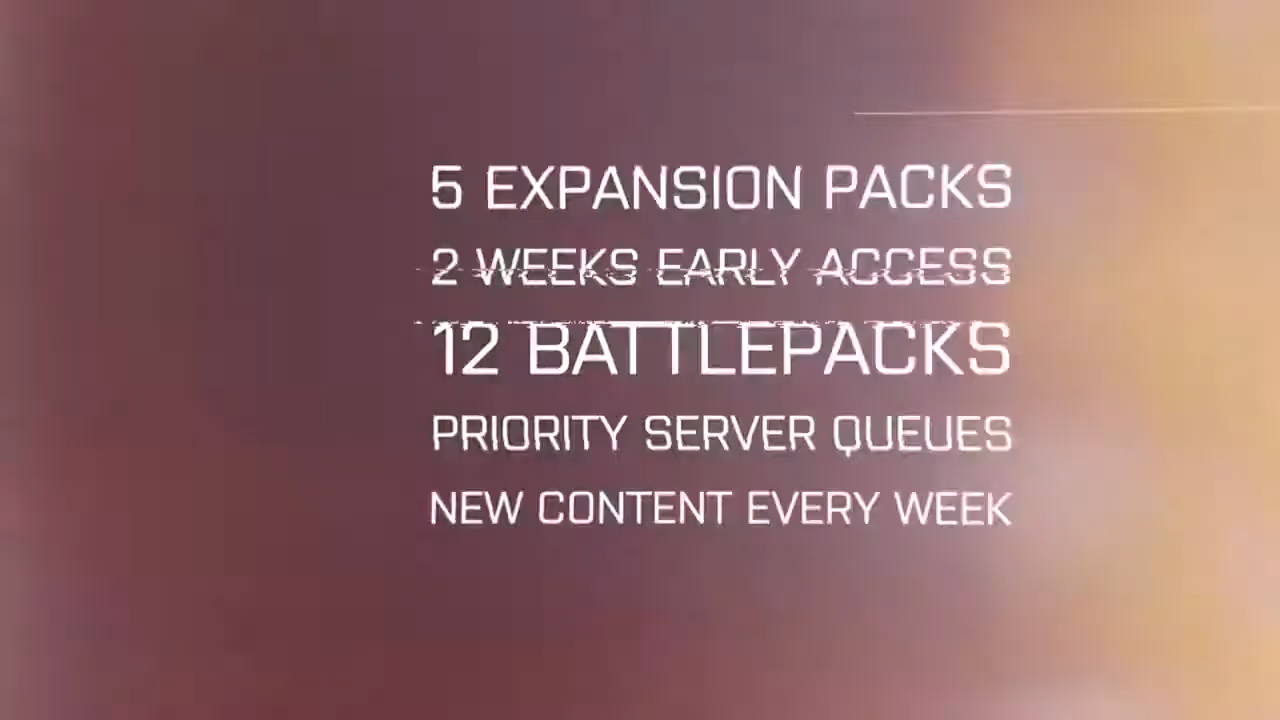 5 EXPANSION PACKS
2 WEEKS EARLY ACCESS
12 BATTLEPACKS
PRIORITY SERVER QUEUES
NEW CONTENT EVERY WEEK